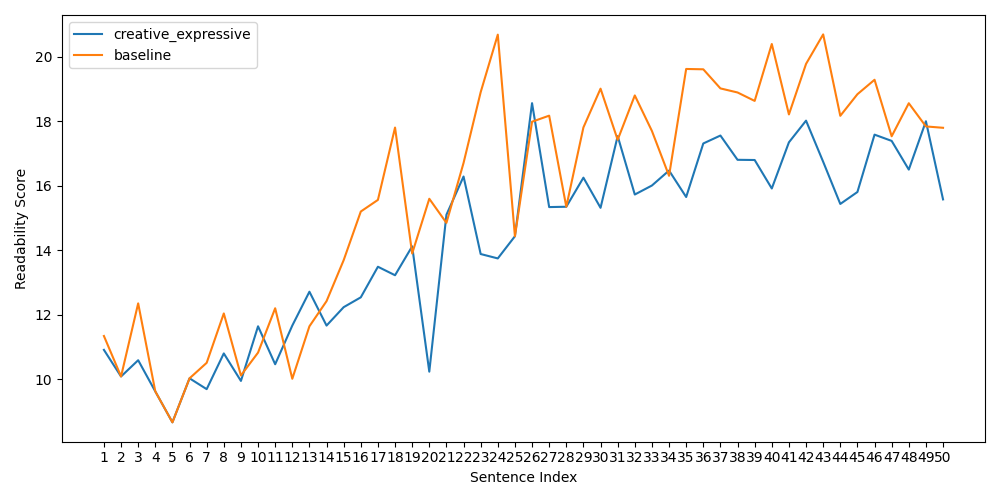 creative_expressive
baseline
20
18
16
14
12
10
Readability Score
1 2 3 4 5 6 7 8 9 10 11 12 13 14 15 16 17 18 19 20 21 22 23 24 25 26 27 28 29 30 31 32 33 34 35 36 37 38 39 40 41 42 43 44 45 46 47 48 49 50
Sentence Index